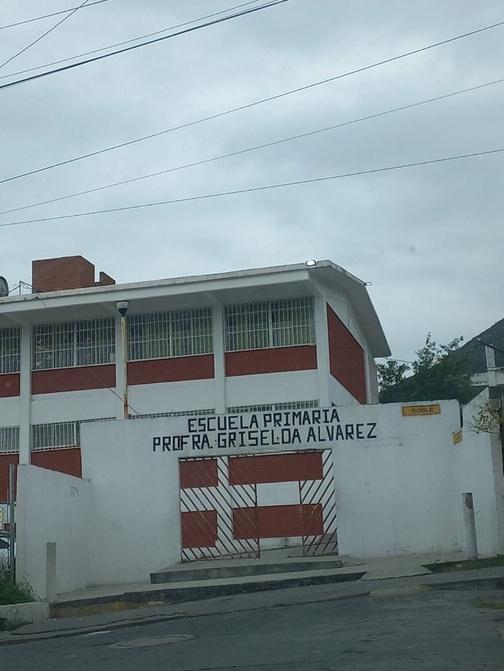 ROBLE
ESCUELA PRIMARIA
PROFRA. GRISELDA ALVAREZ